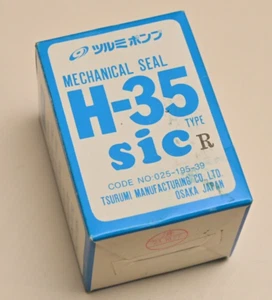 ツルミポンプ
MECHANICAL SEAL
H-35
TYPE
sic R
CODE NO:025-195-39
TSURUMI MANUFACTURING CO.,LTD.
OSAKA JAPAN